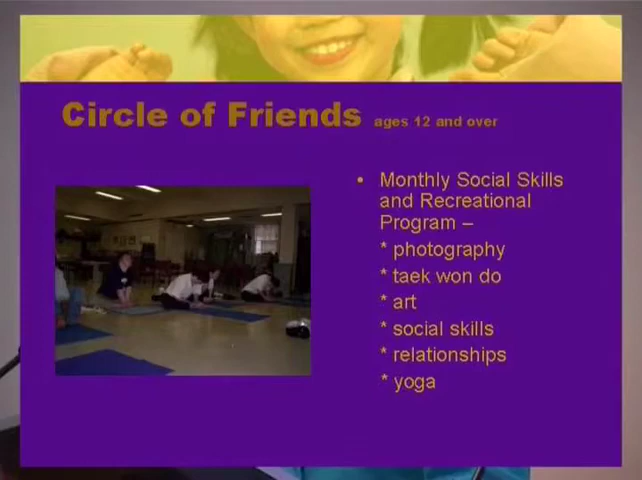 Circle of Friends ages 12 and over
• Monthly Social Skills
and Recreational
Program –
* photography
* taek won do
* art
* social skills
* relationships
* yoga